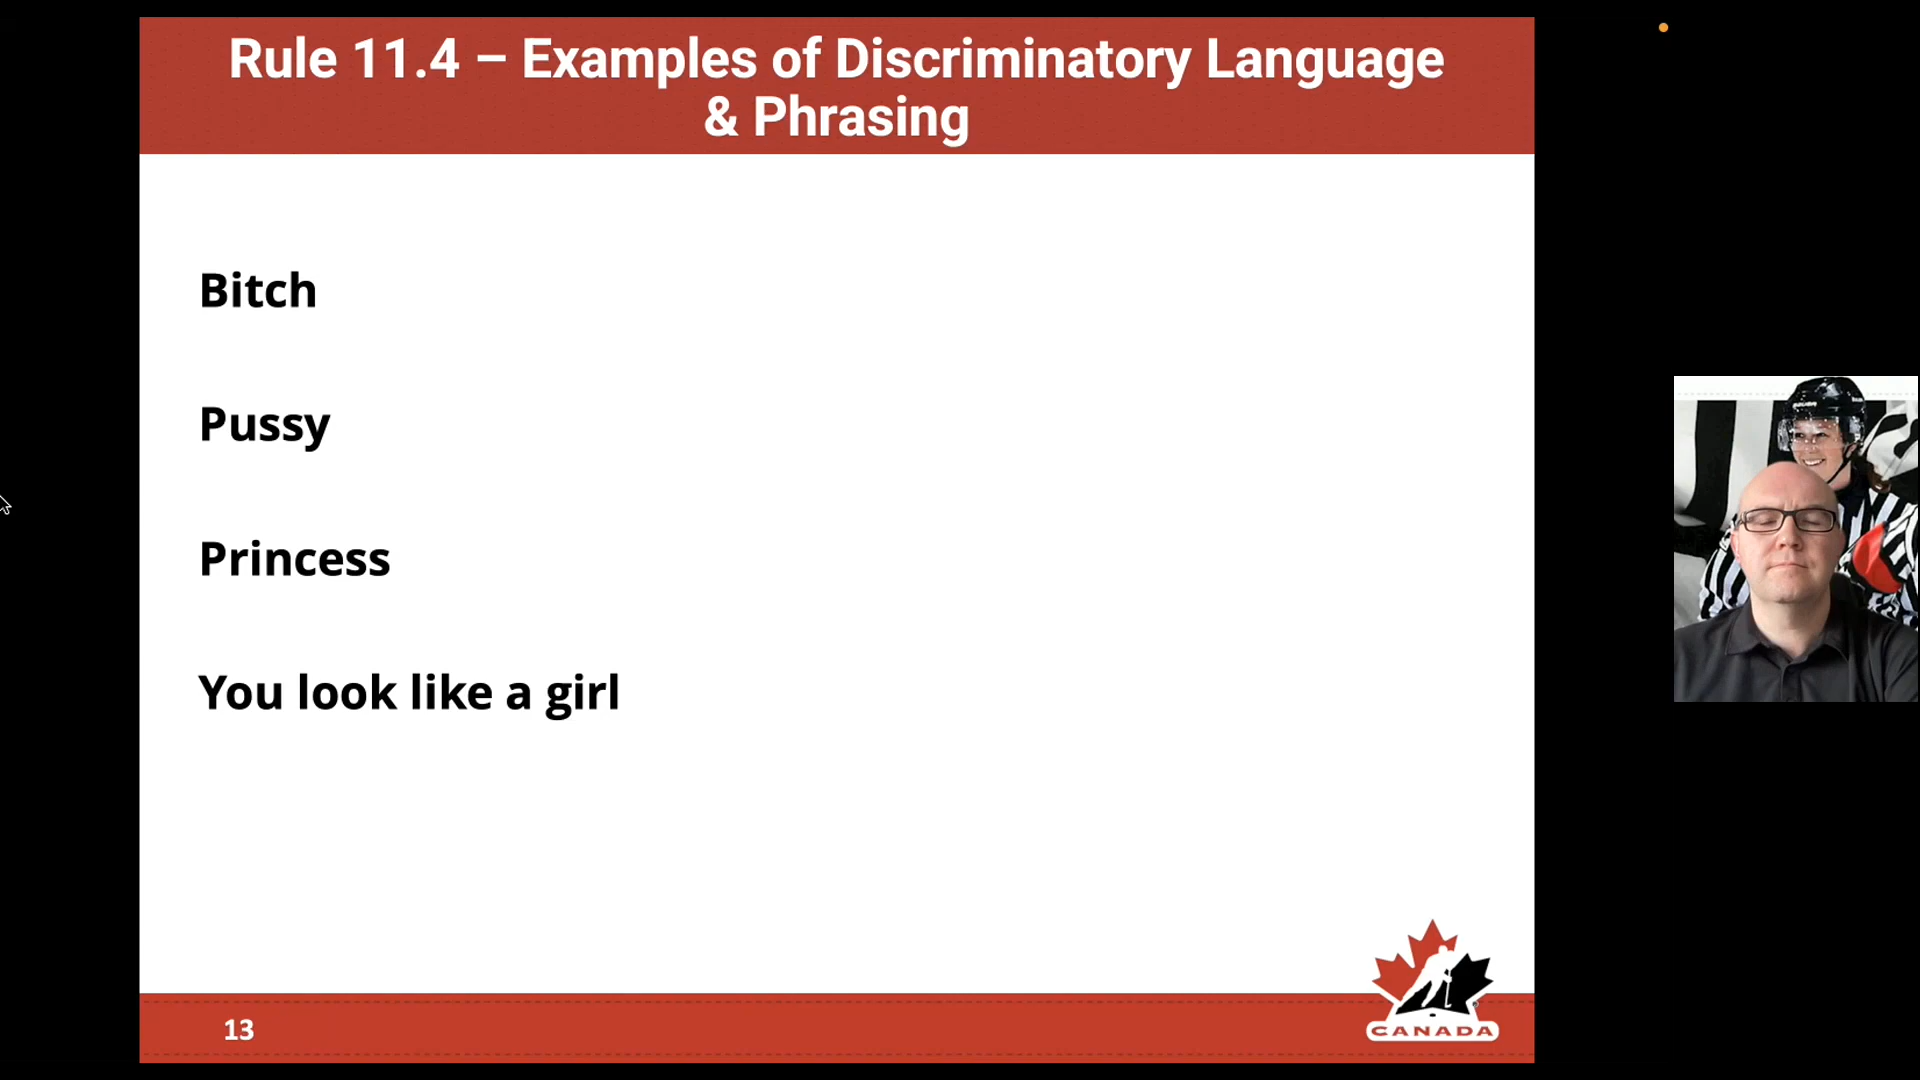 Rule 11.4 – Examples of Discriminatory Language
& Phrasing
Bitch
Pussy
Princess
You look like a girl
13
CANADA